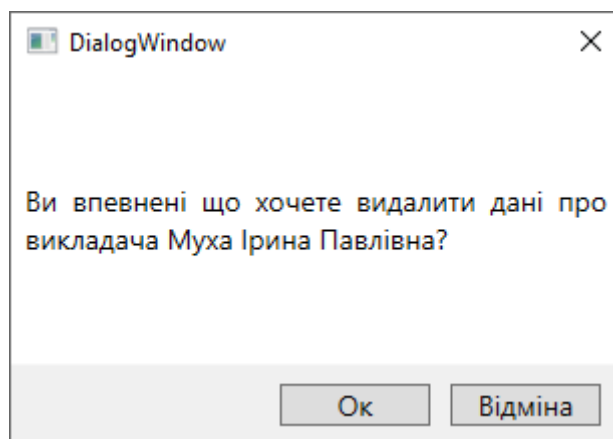 DialogWindow
Ви впевнені що хочете видалити дані про
викладача Муха Ірина Павлівна?
Ок
Відміна